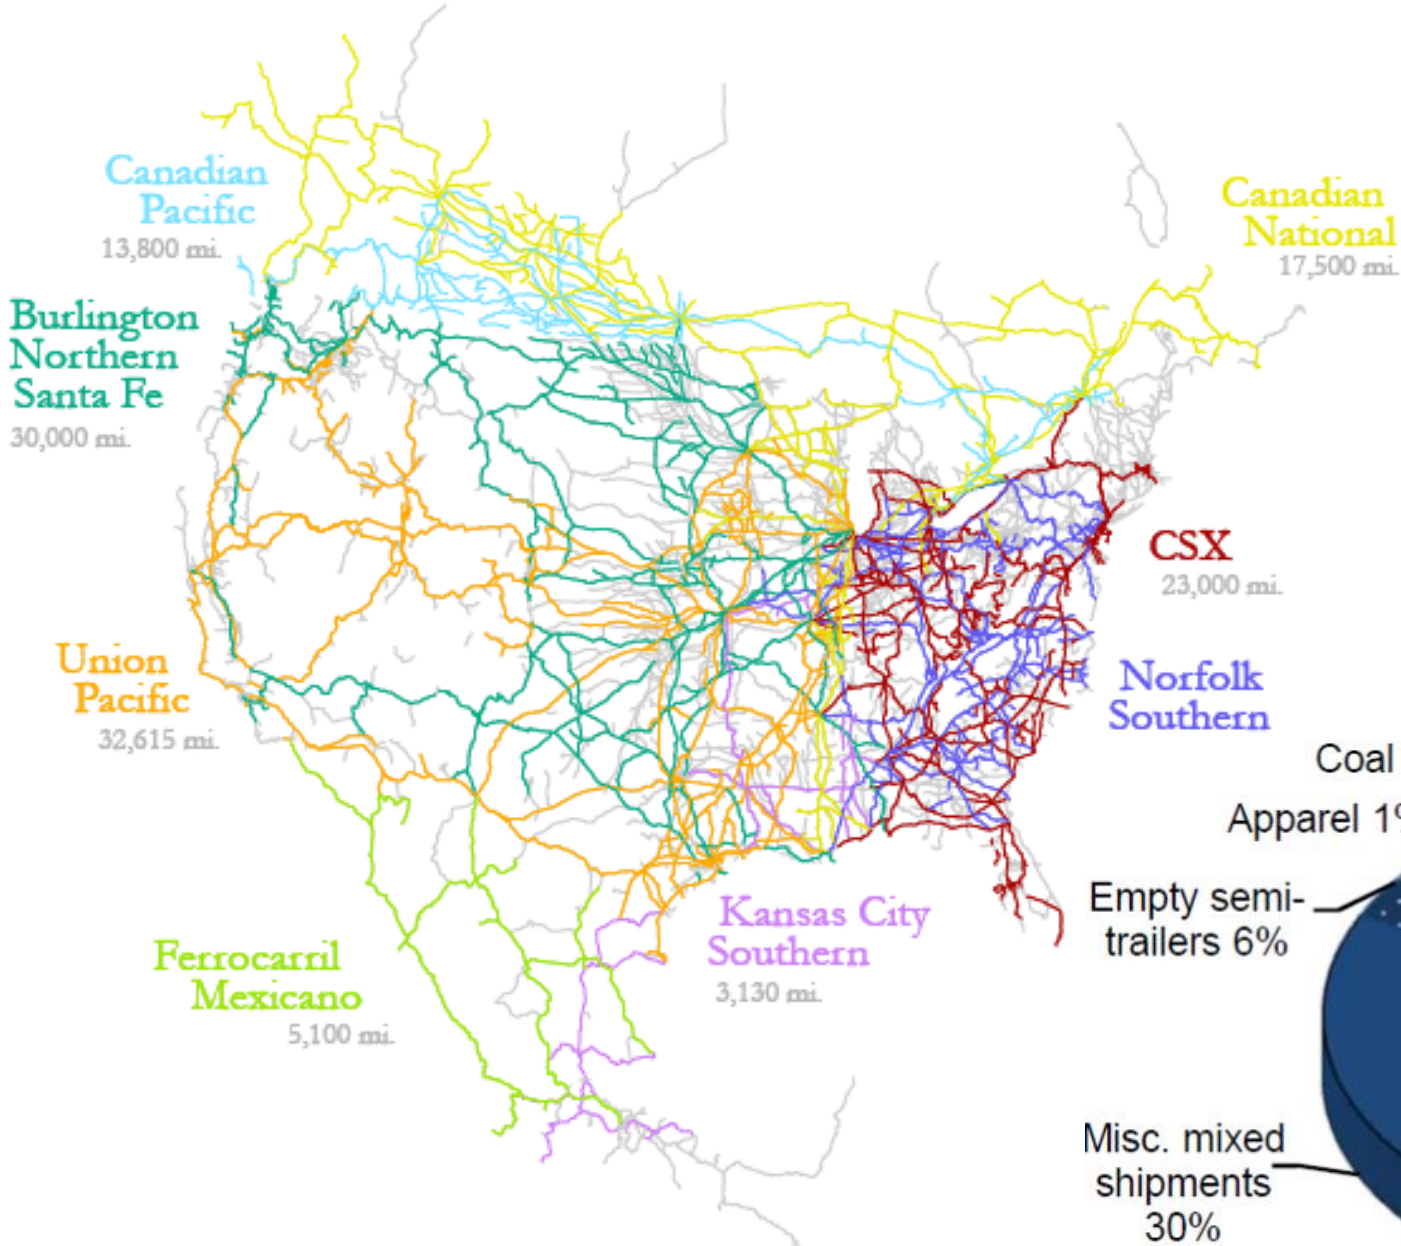 Canadian
Pacific
13,800 mi.
Canadian
National
17,500 mi.
Burlington
Northern
Santa Fe
30,000 mi.
CSX
23,000 mi.
Union
Pacific
32,615 mi.
Norfolk
Southern
Kansas City
Southern
3,130 mi.
Ferrocarril
Mexicano
5,100 mi.
Coal
Apparel 1%
Empty semi-
trailers 6%
Misc. mixed
shipments
30%